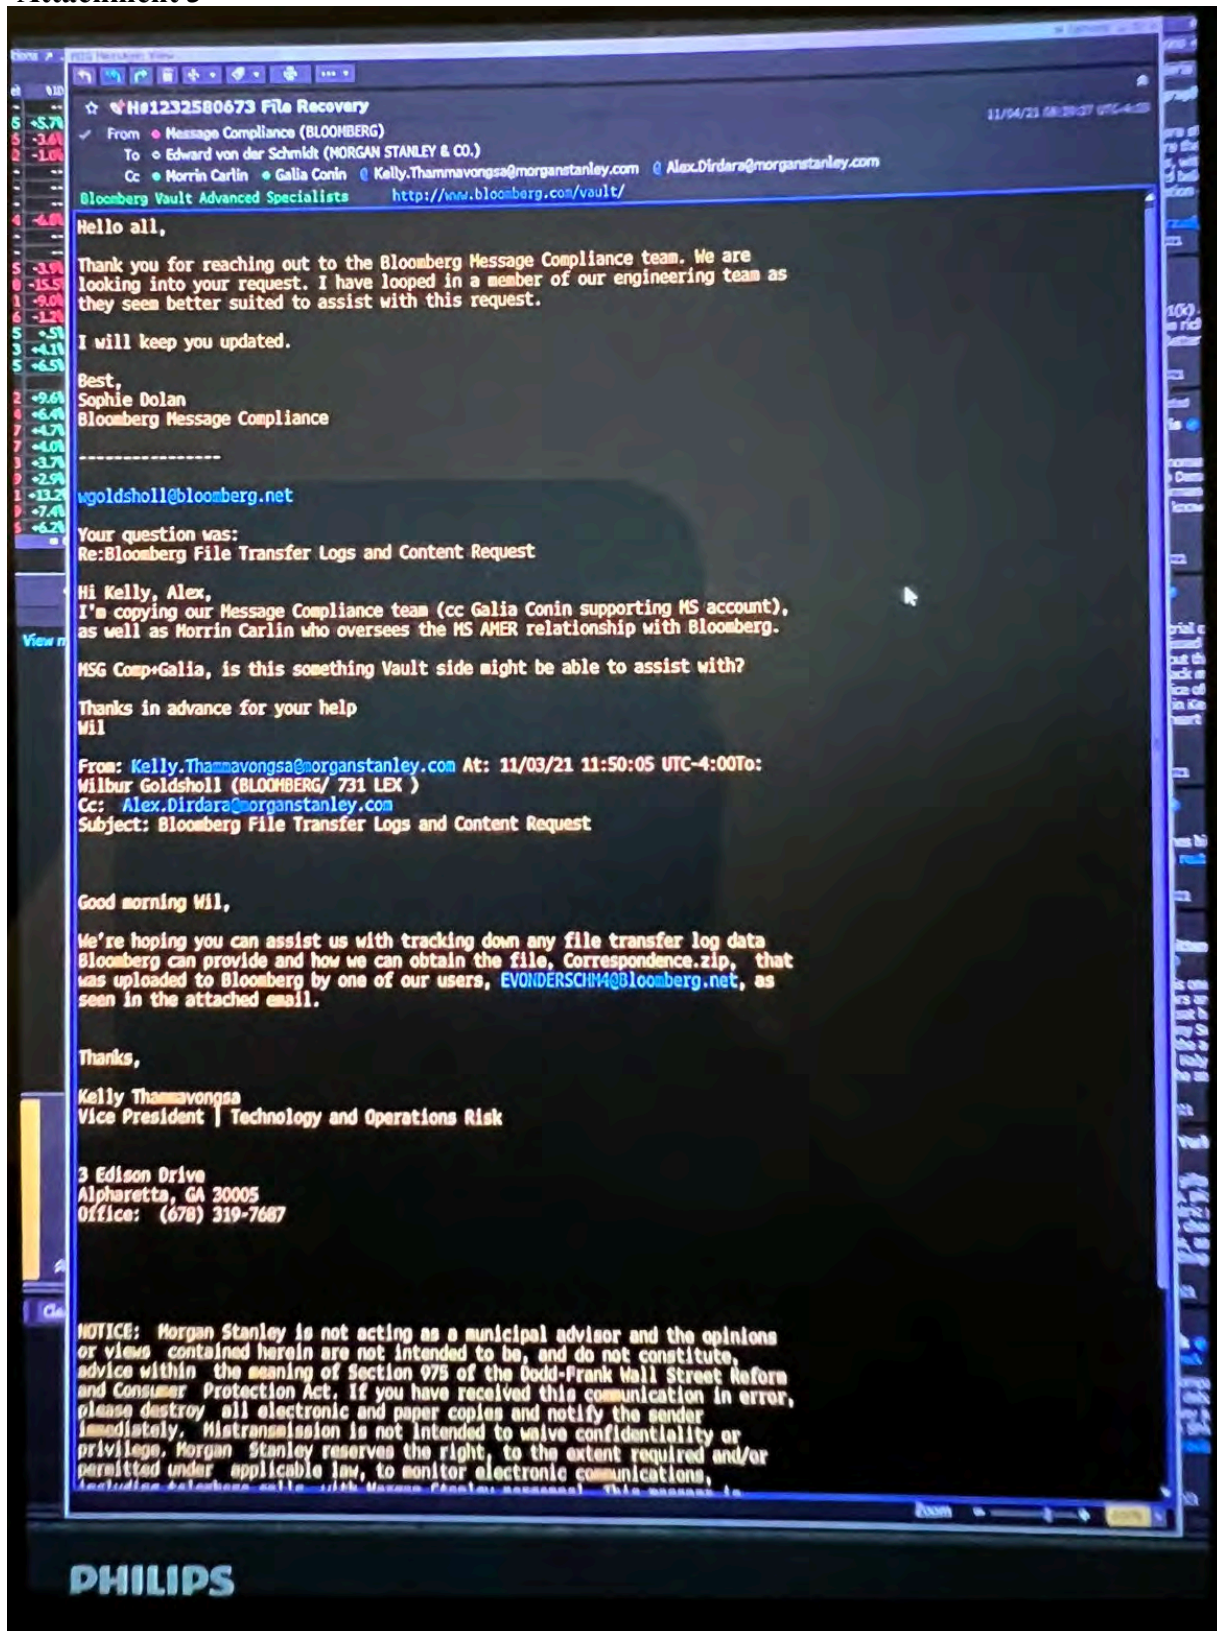 Attachment 3
H#1232580673 File Recovery
From Message Compliance (BLOOMBERG)
To Edward von der Schmidt (MORGAN STANLEY & CO.)
Cc Morrin Carlin Galia Conin Kelly.Thammavongsa@morganstanley.com Alex.Dirdara@morganstanley.com
Bloomberg Vault Advanced Specialists http://www.bloomberg.com/vault/
Hello all,
Thank you for reaching out to the Bloomberg Message Compliance team. We are
looking into your request. I have looped in a member of our engineering team as
they seem better suited to assist with this request.
I will keep you updated.
Best,
Sophie Dolan
Bloomberg Message Compliance
----------------
wgoldsholl@bloomberg.net
Your question was:
Re:Bloomberg File Transfer Logs and Content Request
Hi Kelly, Alex,
I'm copying our Message Compliance team (cc Galia Conin supporting MS account),
as well as Morrin Carlin who oversees the MS AMER relationship with Bloomberg.
MSG Comp+Galia, is this something Vault side might be able to assist with?
Thanks in advance for your help
Wil
From: Kelly.Thammavongsa@morganstanley.com At: 11/03/21 11:50:05 UTC-4:00To:
Wilbur Goldsholl (BLOOMBERG/ 731 LEX )
Cc: Alex.Dirdara@morganstanley.com
Subject: Bloomberg File Transfer Logs and Content Request
Good morning Wil,
We're hoping you can assist us with tracking down any file transfer log data
Bloomberg can provide and how we can obtain the file, Correspondence.zip, that
was uploaded to Bloomberg by one of our users, EVONDERSCHM4@Bloomberg.net, as
seen in the attached email.
Thanks,
Kelly Thammavongsa
Vice President | Technology and Operations Risk
3 Edison Drive
Alpharetta, GA 30005
Office: (678) 319-7687
NOTICE: Morgan Stanley is not acting as a municipal advisor and the opinions
or views contained herein are not intended to be, and do not constitute,
advice within the meaning of Section 975 of the Dodd-Frank Wall Street Reform
and Consumer Protection Act. If you have received this communication in error,
please destroy all electronic and paper copies and notify the sender
immediately. Mistransmission is not intended to waive confidentiality or
privilege. Morgan Stanley reserves the right, to the extent required and/or
permitted under applicable law, to monitor electronic communications,
including telephone calls with Morgan Stanley personnel. This message is
Zoom
PHILIPS